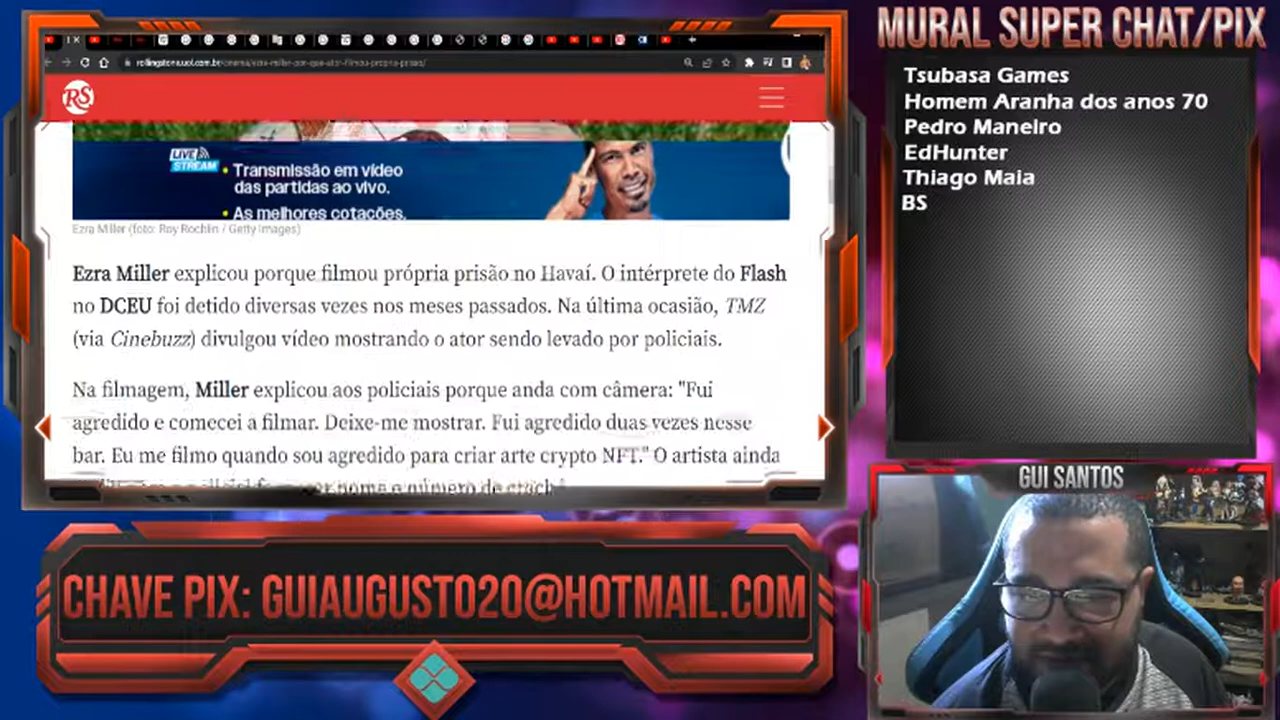 MURAL SUPER CHAT/PIX
Tsubasa Games
Homem Aranha dos anos 70
Pedro Maneiro
EdHunter
Thiago Maia
BS
RS
LIVE STREAM
• Transmissão em vídeo
das partidas ao vivo.
• As melhores cotações.
Ezra Miller (foto: Roy Rochlin / Getty Images)
Ezra Miller explicou porque filmou própria prisão no Havaí. O intérprete do Flash
no DCEU foi detido diversas vezes nos meses passados. Na última ocasião, TMZ
(via Cinebuzz) divulgou vídeo mostrando o ator sendo levado por policiais.
Na filmagem, Miller explicou aos policiais porque anda com câmera: "Fui
agredido e comecei a filmar. Deixe-me mostrar. Fui agredido duas vezes nesse
bar. Eu me filmo quando sou agredido para criar arte crypto NFT." O artista ainda
nome e número de
GUI SANTOS
CHAVE PIX: GUIAUGUSTO20@HOTMAIL.COM